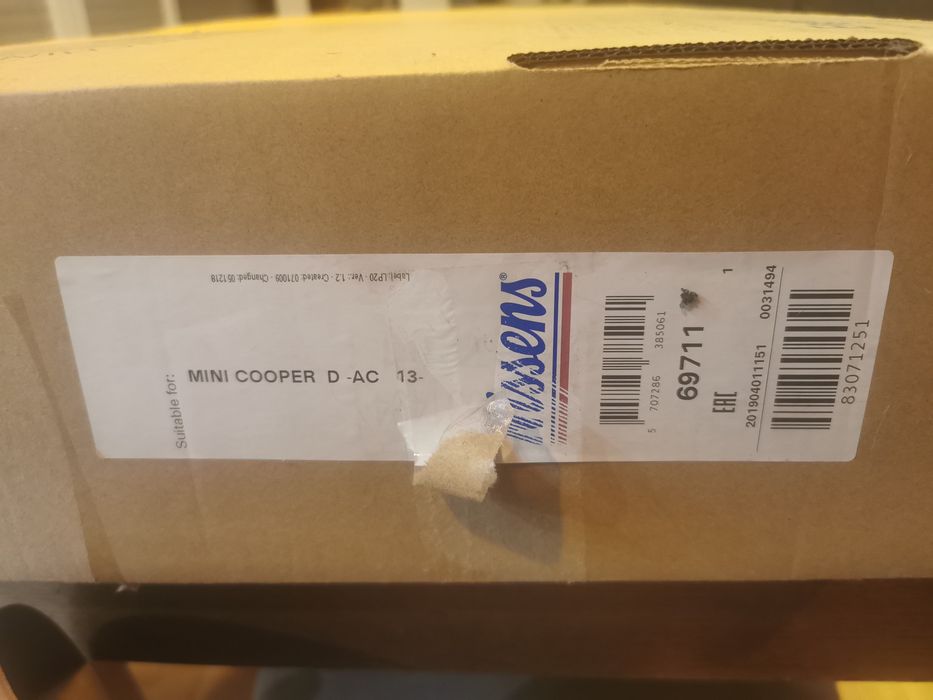 Label: LP20 - Ver.: 1.2 - Created: 071009 - Changed: 051218
Suitable for:
MINI COOPER D -AC 13-
Nissens®
5 707286 385061
69711
1
EAC
201904011151
0031494
83071251